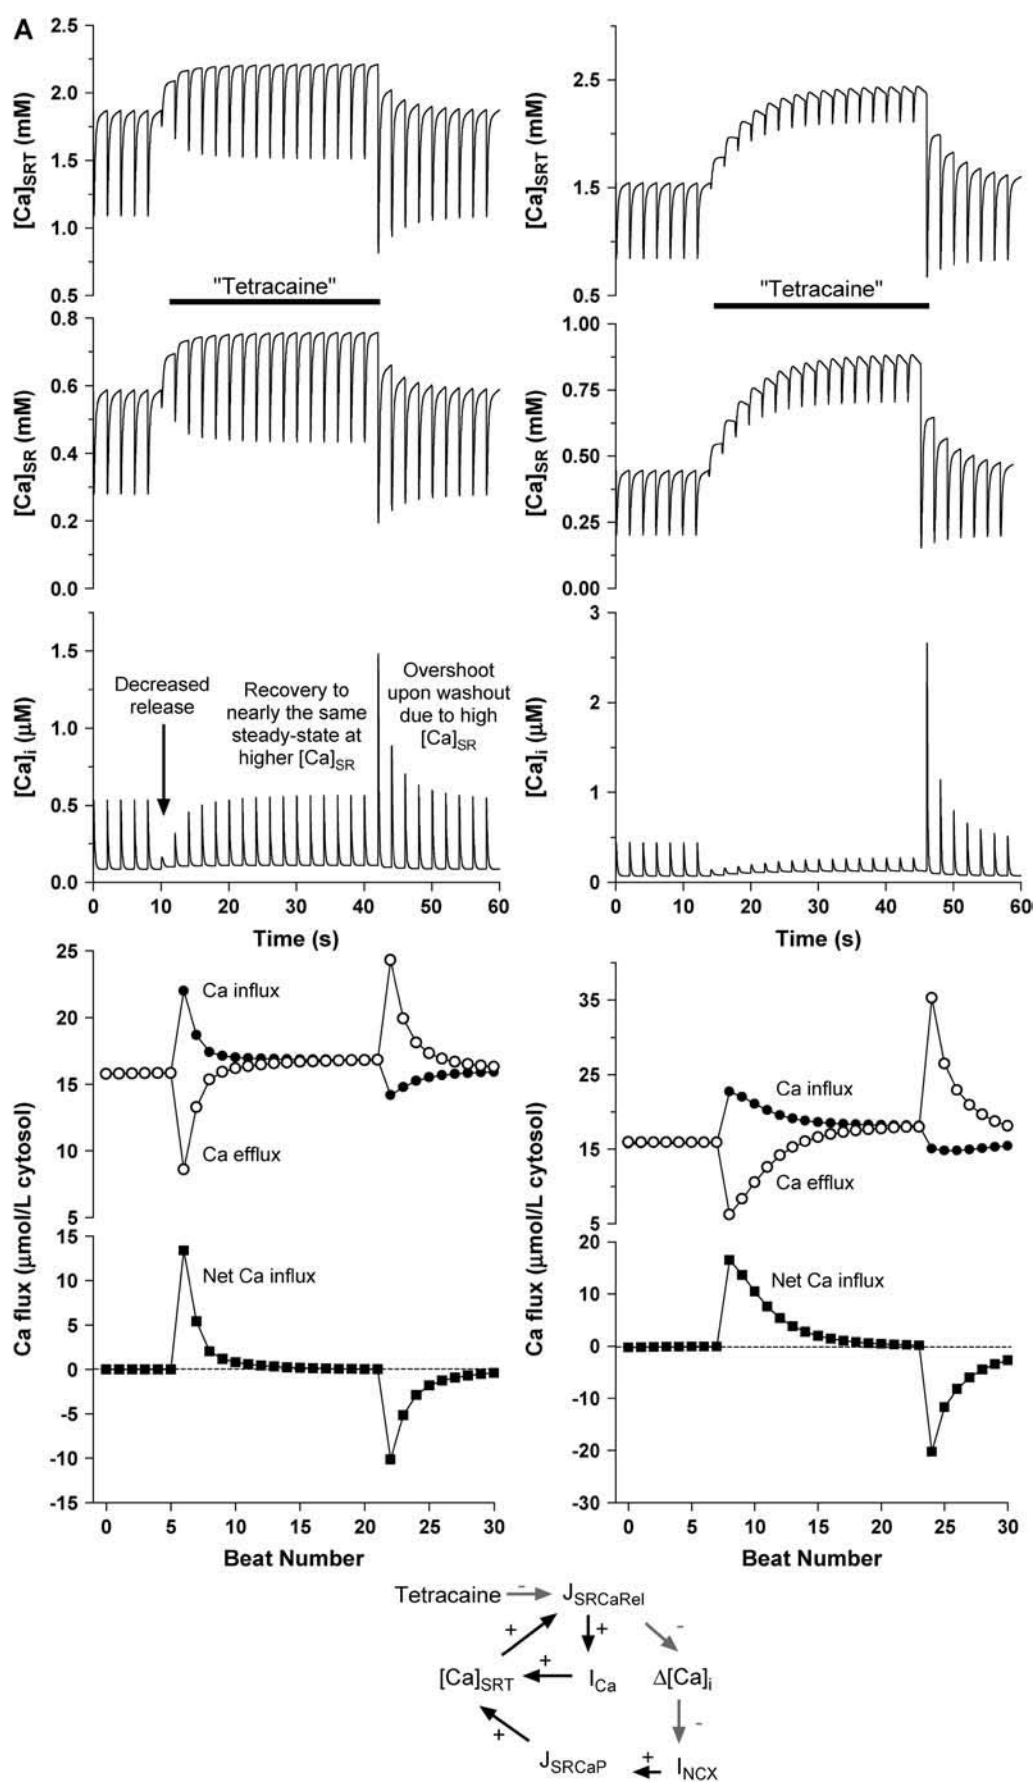 A
2.5
2.0
1.5
1.0
0.5
[Ca]SRT (mM)
2.5
1.5
0.5
[Ca]SRT (mM)
"Tetracaine"
"Tetracaine"
0.8
0.6
0.4
0.2
0.0
[Ca]SR (mM)
1.00
0.75
0.50
0.25
0.00
[Ca]SR (mM)
1.5
1.0
0.5
0.0
[Ca]i (µM)
Decreased
release
Recovery to
nearly the same
steady-state at
higher [Ca]SR
Overshoot
upon washout
due to high
[Ca]SR
0 10 20 30 40 50 60
Time (s)
3
2
1
0
[Ca]i (µM)
0 10 20 30 40 50 60
Time (s)
25
20
15
10
5
Ca influx
Ca efflux
35
25
15
5
Ca influx
Ca efflux
Ca flux (µmol/L cytosol)
Ca flux (µmol/L cytosol)
15
10
5
0
-5
-10
-15
Net Ca influx
0 5 10 15 20 25 30
Beat Number
20
10
0
-10
-20
-30
Net Ca influx
0 5 10 15 20 25 30
Beat Number
Tetracaine - JSRCaRel
+ + -
[Ca]SRT + ICa Δ[Ca]i
+ -
JSRCaP + INCX